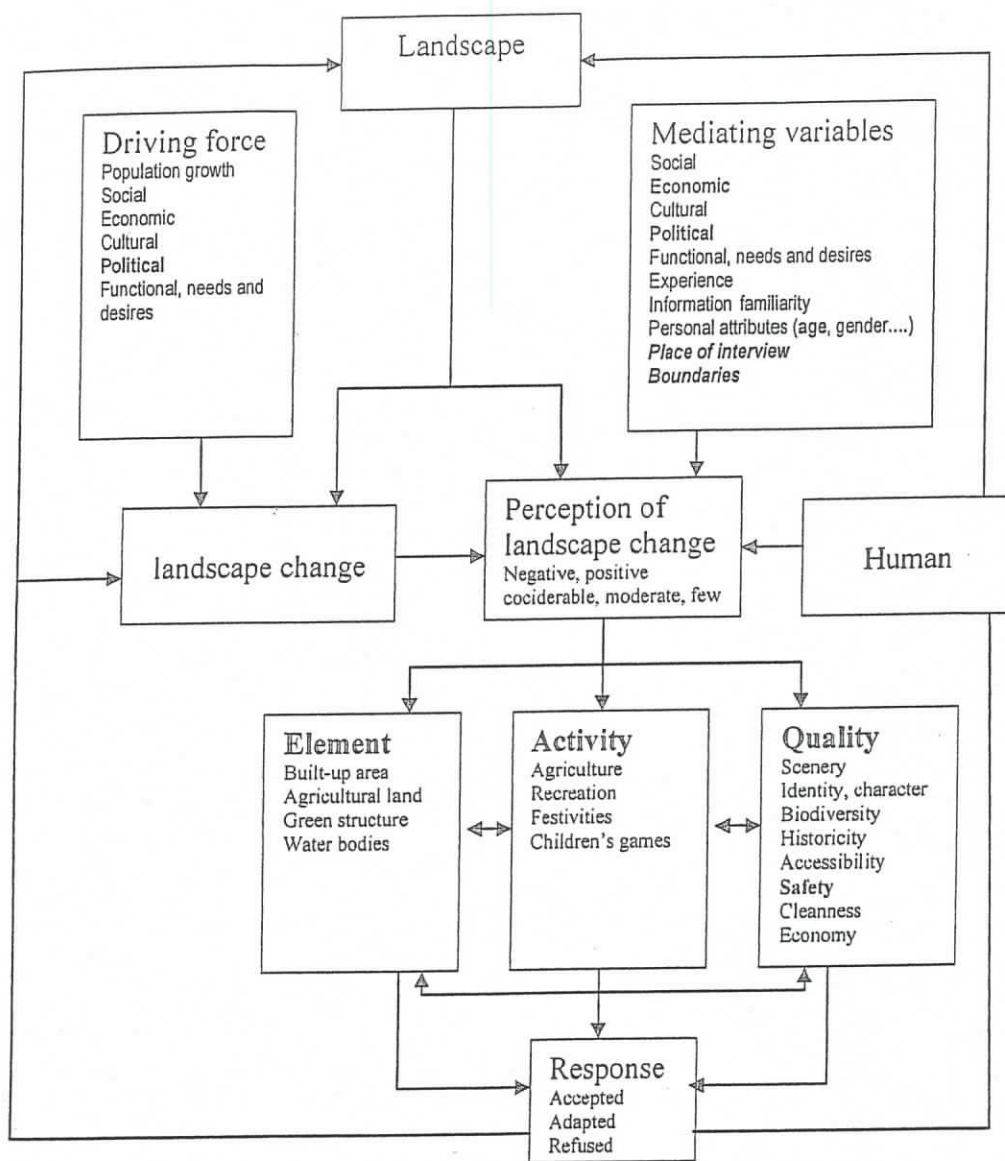 Landscape
Driving force
Population growth
Social
Economic
Cultural
Political
Functional, needs and
desires
Mediating variables
Social
Economic
Cultural
Political
Functional, needs and desires
Experience
Information familiarity
Personal attributes (age, gender....)
Place of interview
Boundaries
landscape change
Perception of
landscape change
Negative, positive
cociderable, moderate, few
Human
Element
Built-up area
Agricultural land
Green structure
Water bodies
Activity
Agriculture
Recreation
Festivities
Children's games
Quality
Scenery
Identity, character
Biodiversity
Historicity
Accessibility
Safety
Cleanness
Economy
Response
Accepted
Adapted
Refused